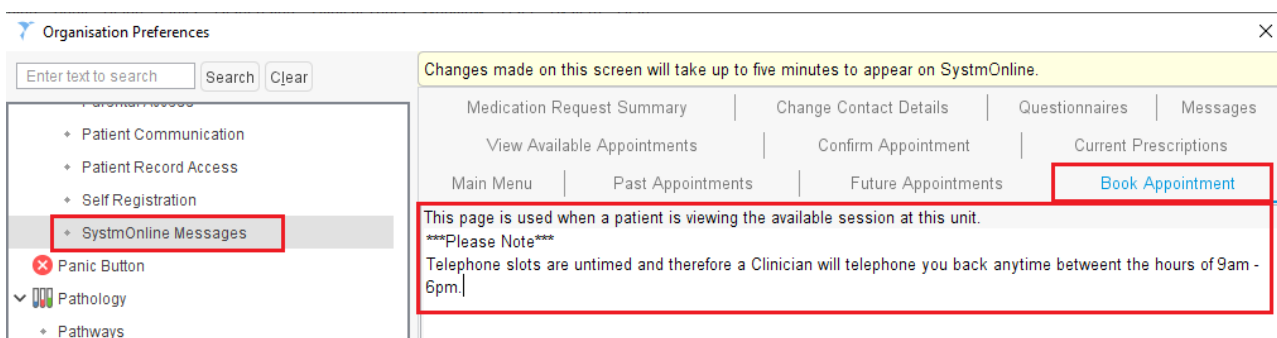 Organisation Preferences
Enter text to search
Search
Clear
Patient Communication
Patient Record Access
Self Registration
SystmOnline Messages
Panic Button
Pathology
Pathways
Changes made on this screen will take up to five minutes to appear on SystmOnline.
Medication Request Summary
Change Contact Details
Questionnaires
Messages
View Available Appointments
Confirm Appointment
Current Prescriptions
Main Menu
Past Appointments
Future Appointments
Book Appointment
This page is used when a patient is viewing the available session at this unit.
***Please Note***
Telephone slots are untimed and therefore a Clinician will telephone you back anytime betweent the hours of 9am -
6pm.